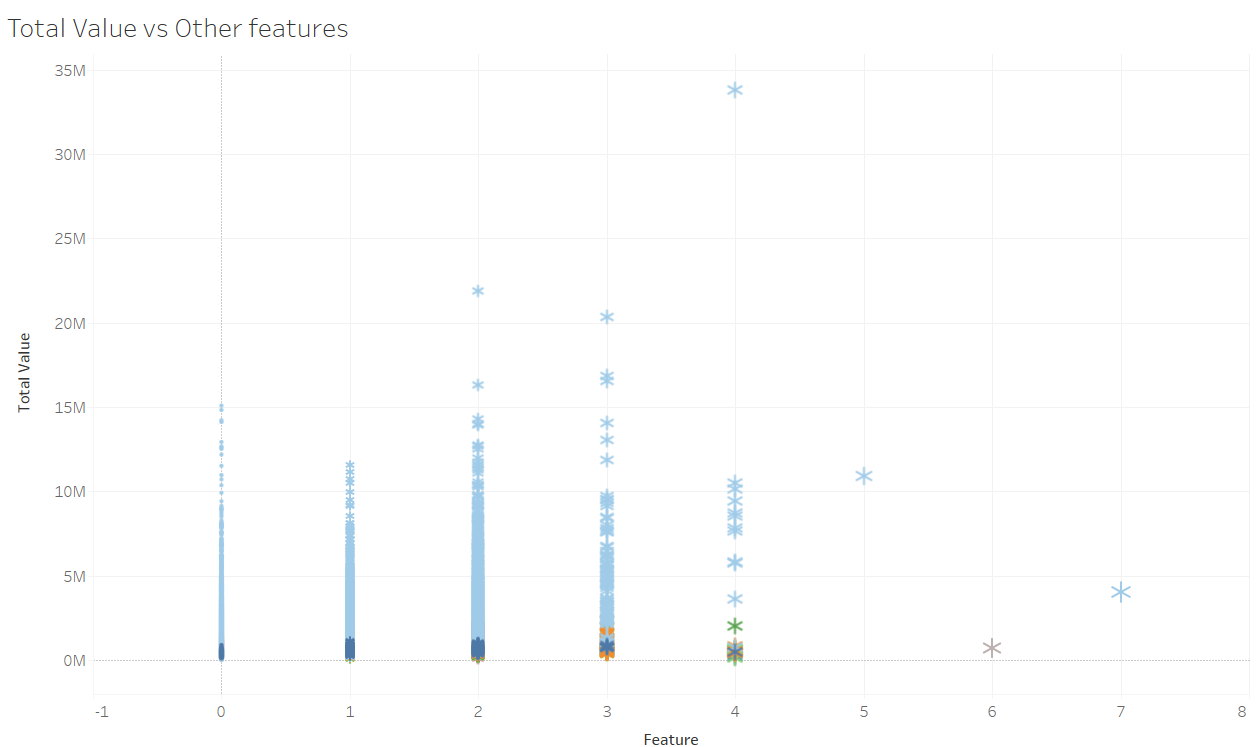 Total Value vs Other features
35M
30M
25M
20M
15M
10M
5M
0M
Total Value
-1 0 1 2 3 4 5 6 7 8
Feature